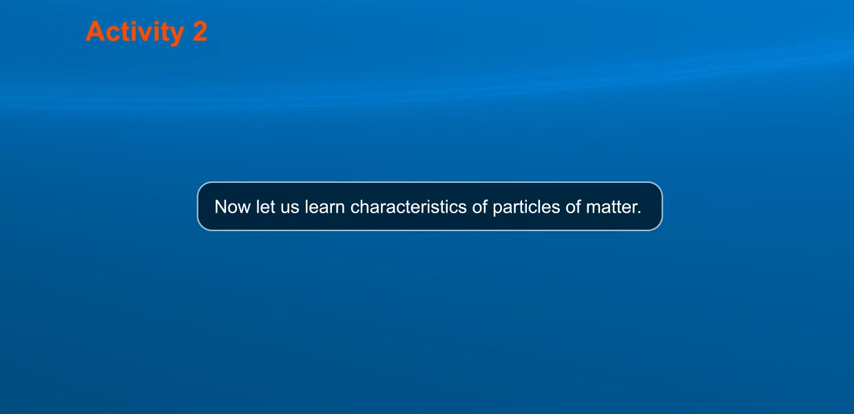 Activity 2
Now let us learn characteristics of particles of matter.